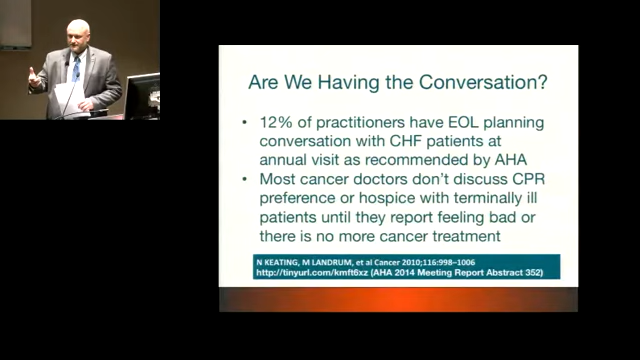 Are We Having the Conversation?
• 12% of practitioners have EOL planning
conversation with CHF patients at
annual visit as recommended by AHA
• Most cancer doctors don't discuss CPR
preference or hospice with terminally ill
patients until they report feeling bad or
there is no more cancer treatment
N KEATING, M LANDRUM, et al Cancer 2010;116:998–1006
http://tinyurl.com/kmft6xz (AHA 2014 Meeting Report Abstract 352)